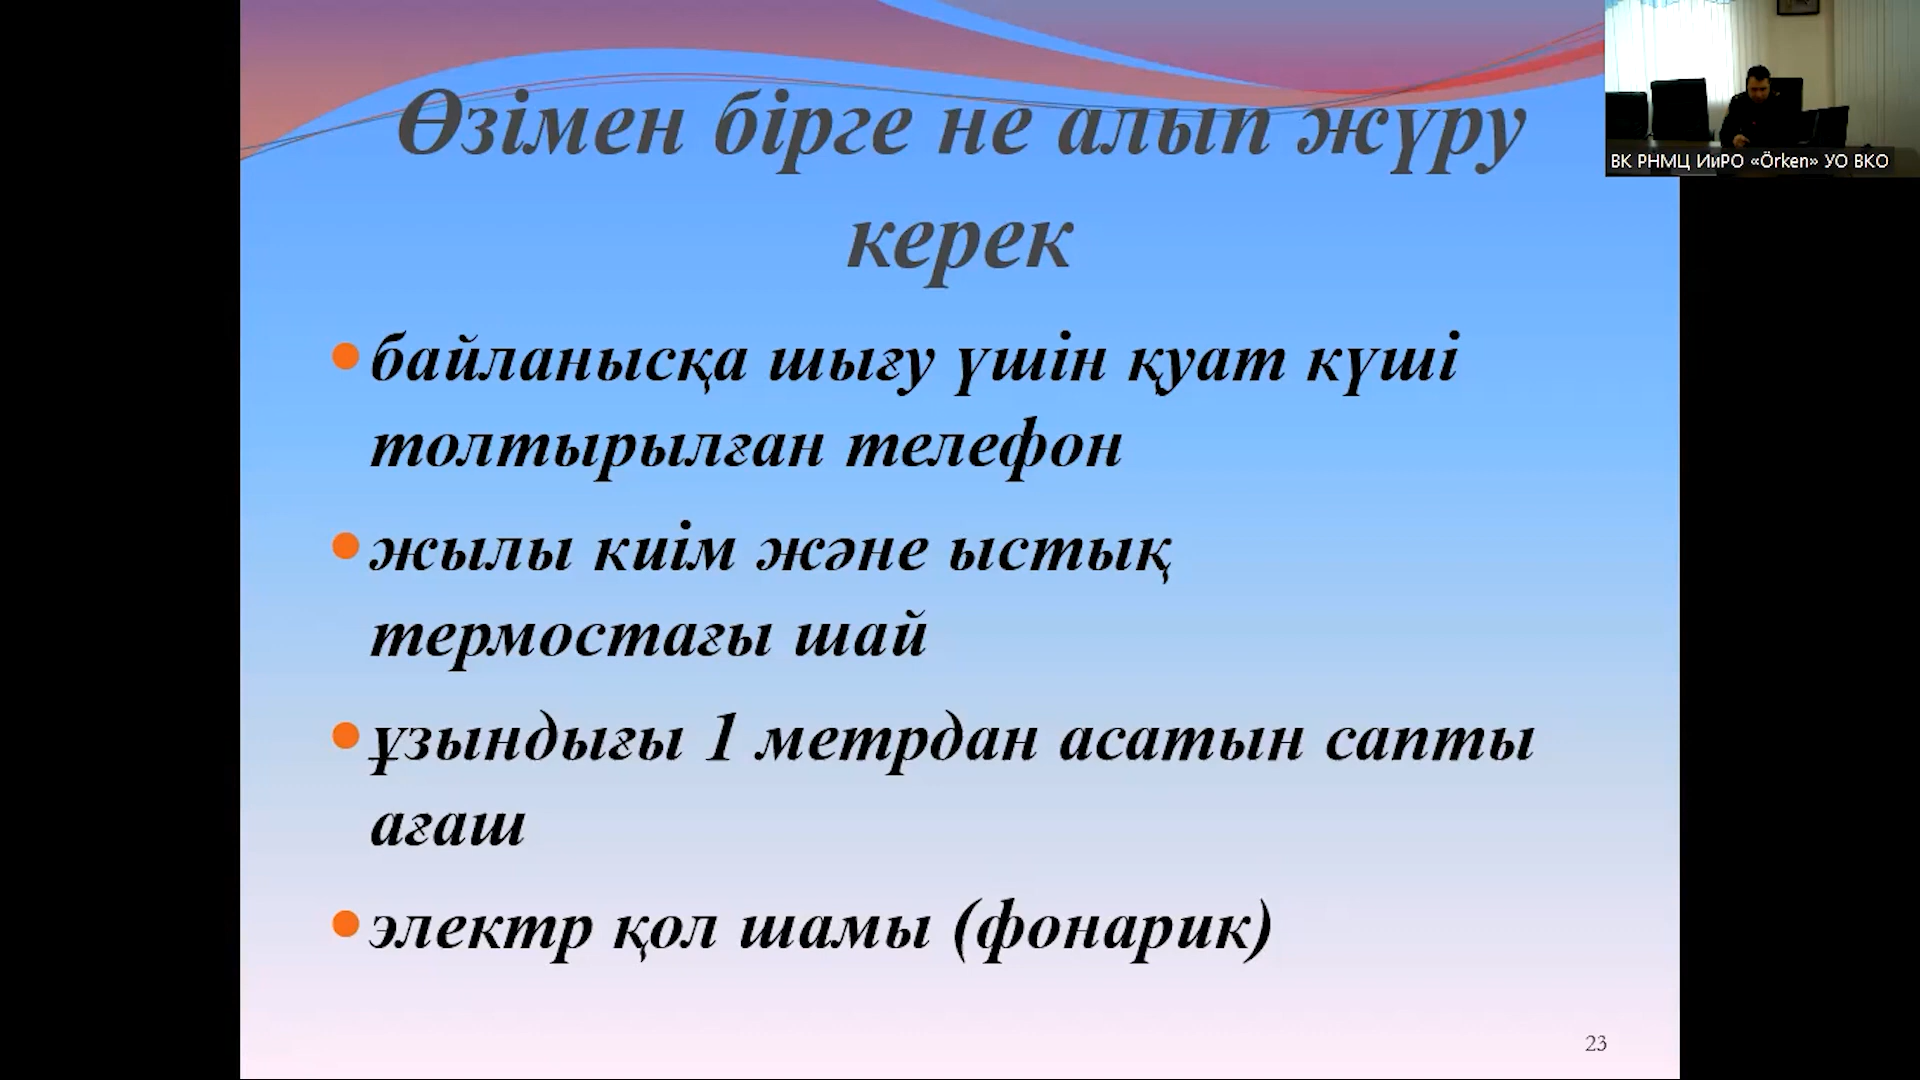 Өзімен бірге не алып жүру
керек
ВК РНМЦ ИиРО «Örken» УО ВКО
байланысқа шығу үшін қуат күші
толтырылған телефон
жылы киім және ыстық
термостағы шай
ұзындығы 1 метрдан асатын сапты
ағаш
электр қол шамы (фонарик)
23